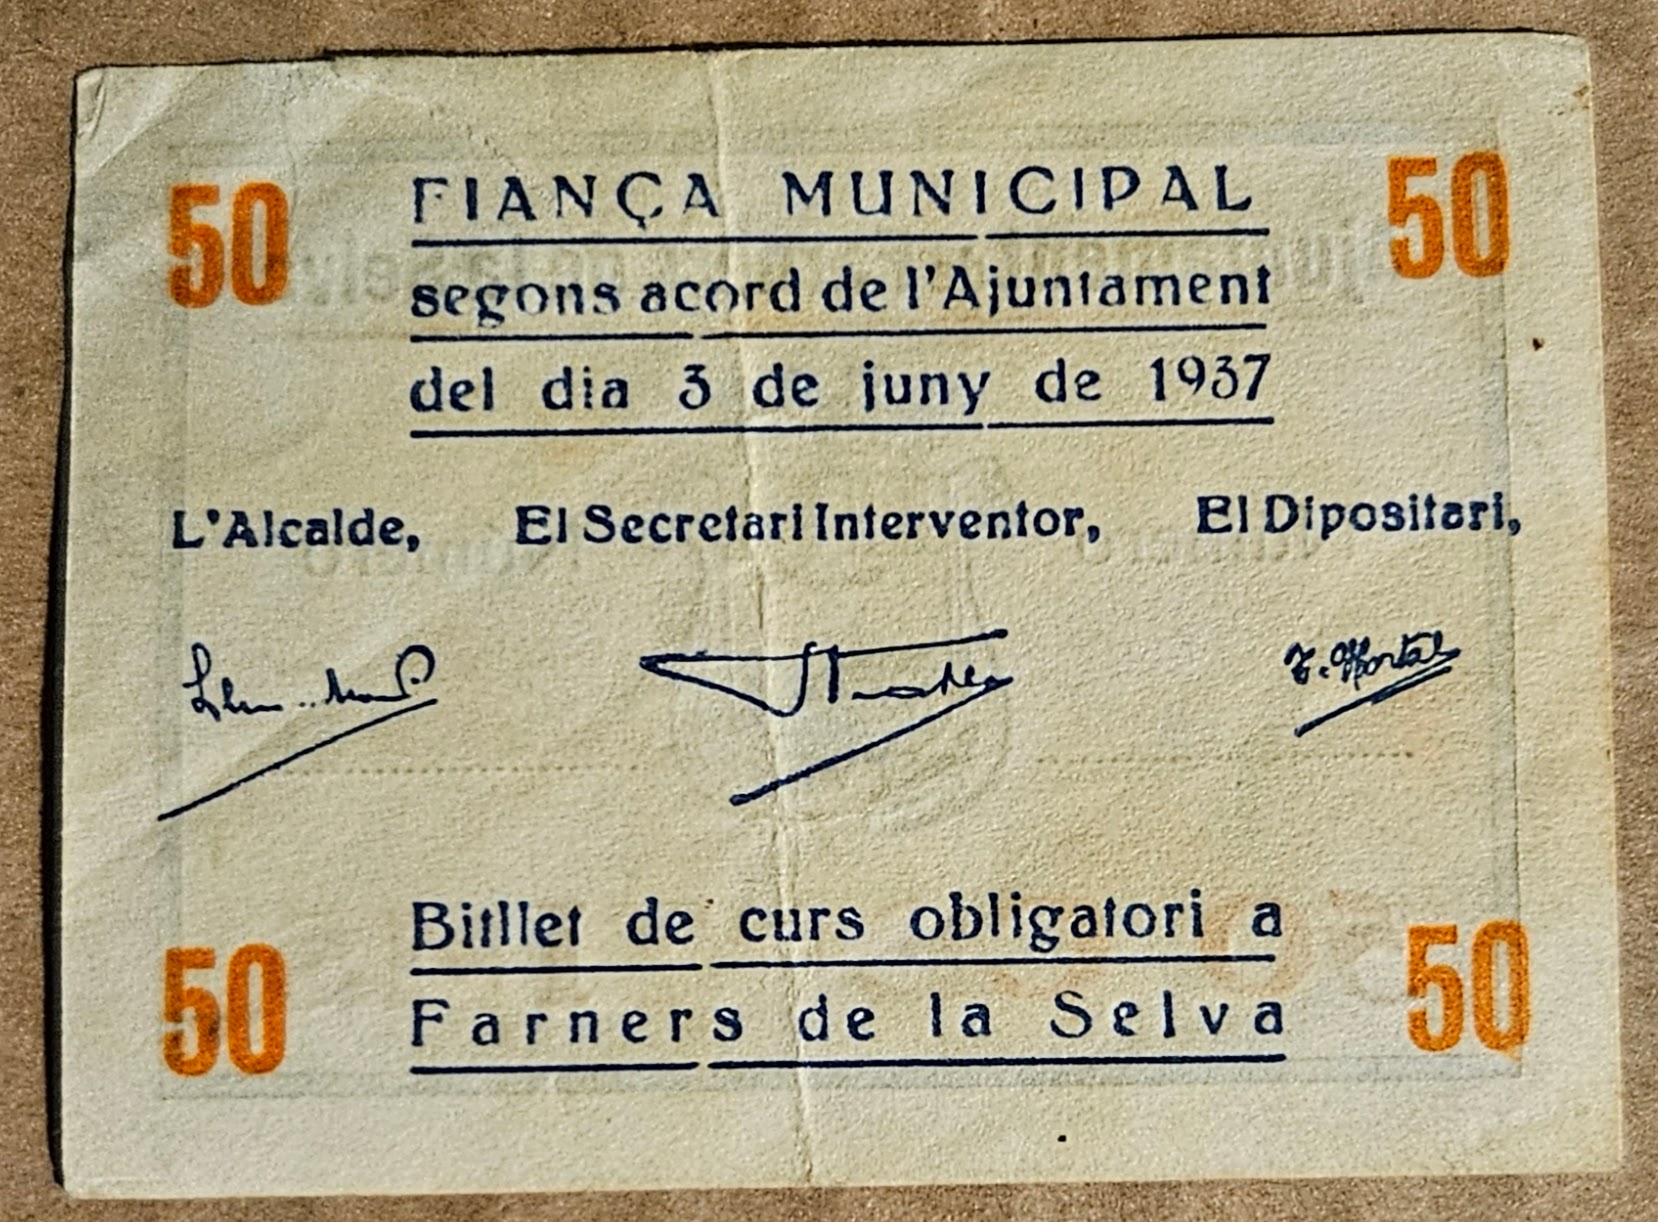 50 FIANÇA MUNICIPAL 50
segons acord de l'Ajuntament
del dia 3 de juny de 1937
L'Alcalde, El Secretari Interventor, El Dipositari,
Bitllet de curs obligatori a
50 Farners de la Selva 50